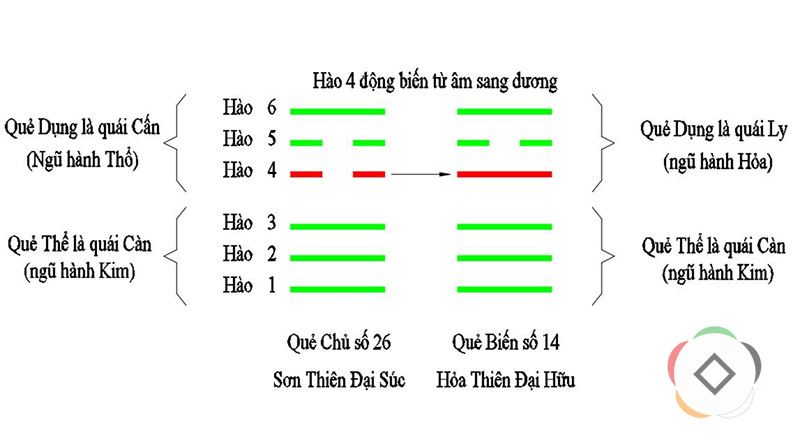 Hào 4 động biến từ âm sang dương
Quẻ Dụng là quái Cấn
(Ngũ hành Thổ)
Hào 6
Hào 5
Hào 4
Quẻ Dụng là quái Ly
(ngũ hành Hỏa)
Quẻ Thể là quái Càn
(ngũ hành Kim)
Hào 3
Hào 2
Hào 1
Quẻ Thể là quái Càn
(ngũ hành Kim)
Quẻ Chủ số 26
Sơn Thiên Đại Súc
Quẻ Biến số 14
Hỏa Thiên Đại Hữu